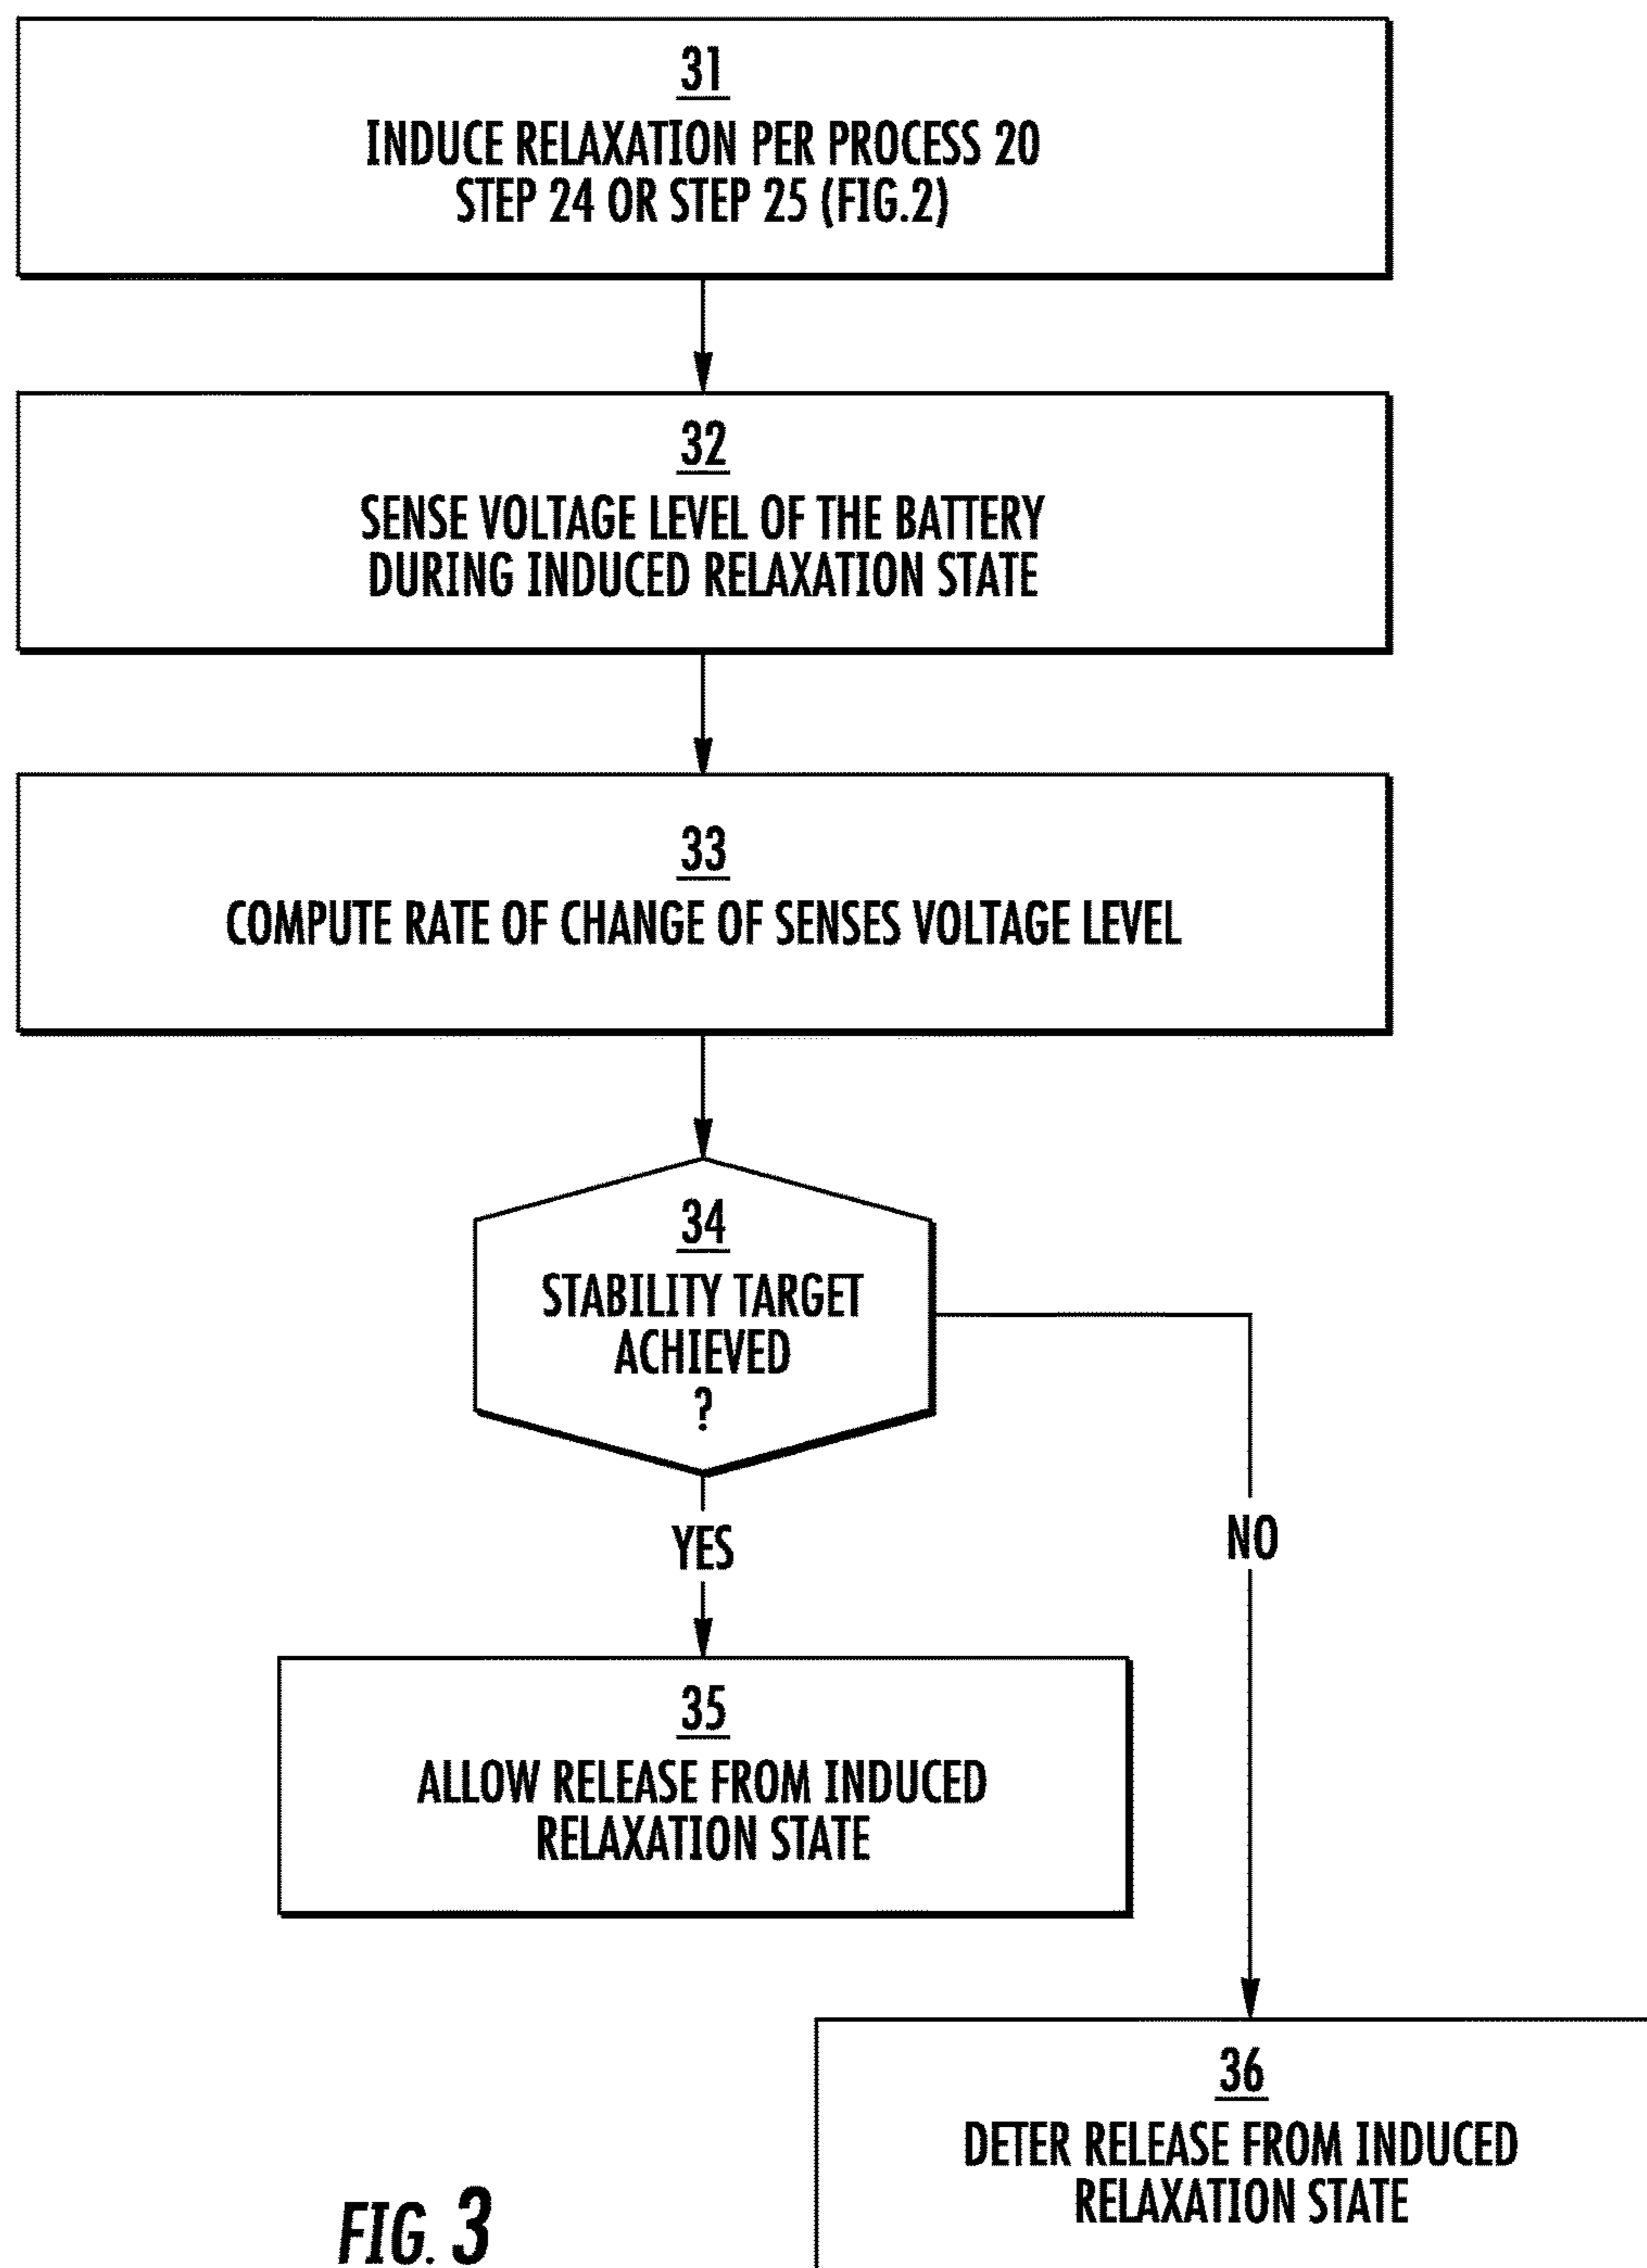 31
INDUCE RELAXATION PER PROCESS 20
STEP 24 OR STEP 25 (FIG.2)
32
SENSE VOLTAGE LEVEL OF THE BATTERY
DURING INDUCED RELAXATION STATE
33
COMPUTE RATE OF CHANGE OF SENSES VOLTAGE LEVEL
34
STABILITY TARGET
ACHIEVED
?
YES
NO
35
ALLOW RELEASE FROM INDUCED
RELAXATION STATE
36
DETER RELEASE FROM INDUCED
RELAXATION STATE
FIG. 3